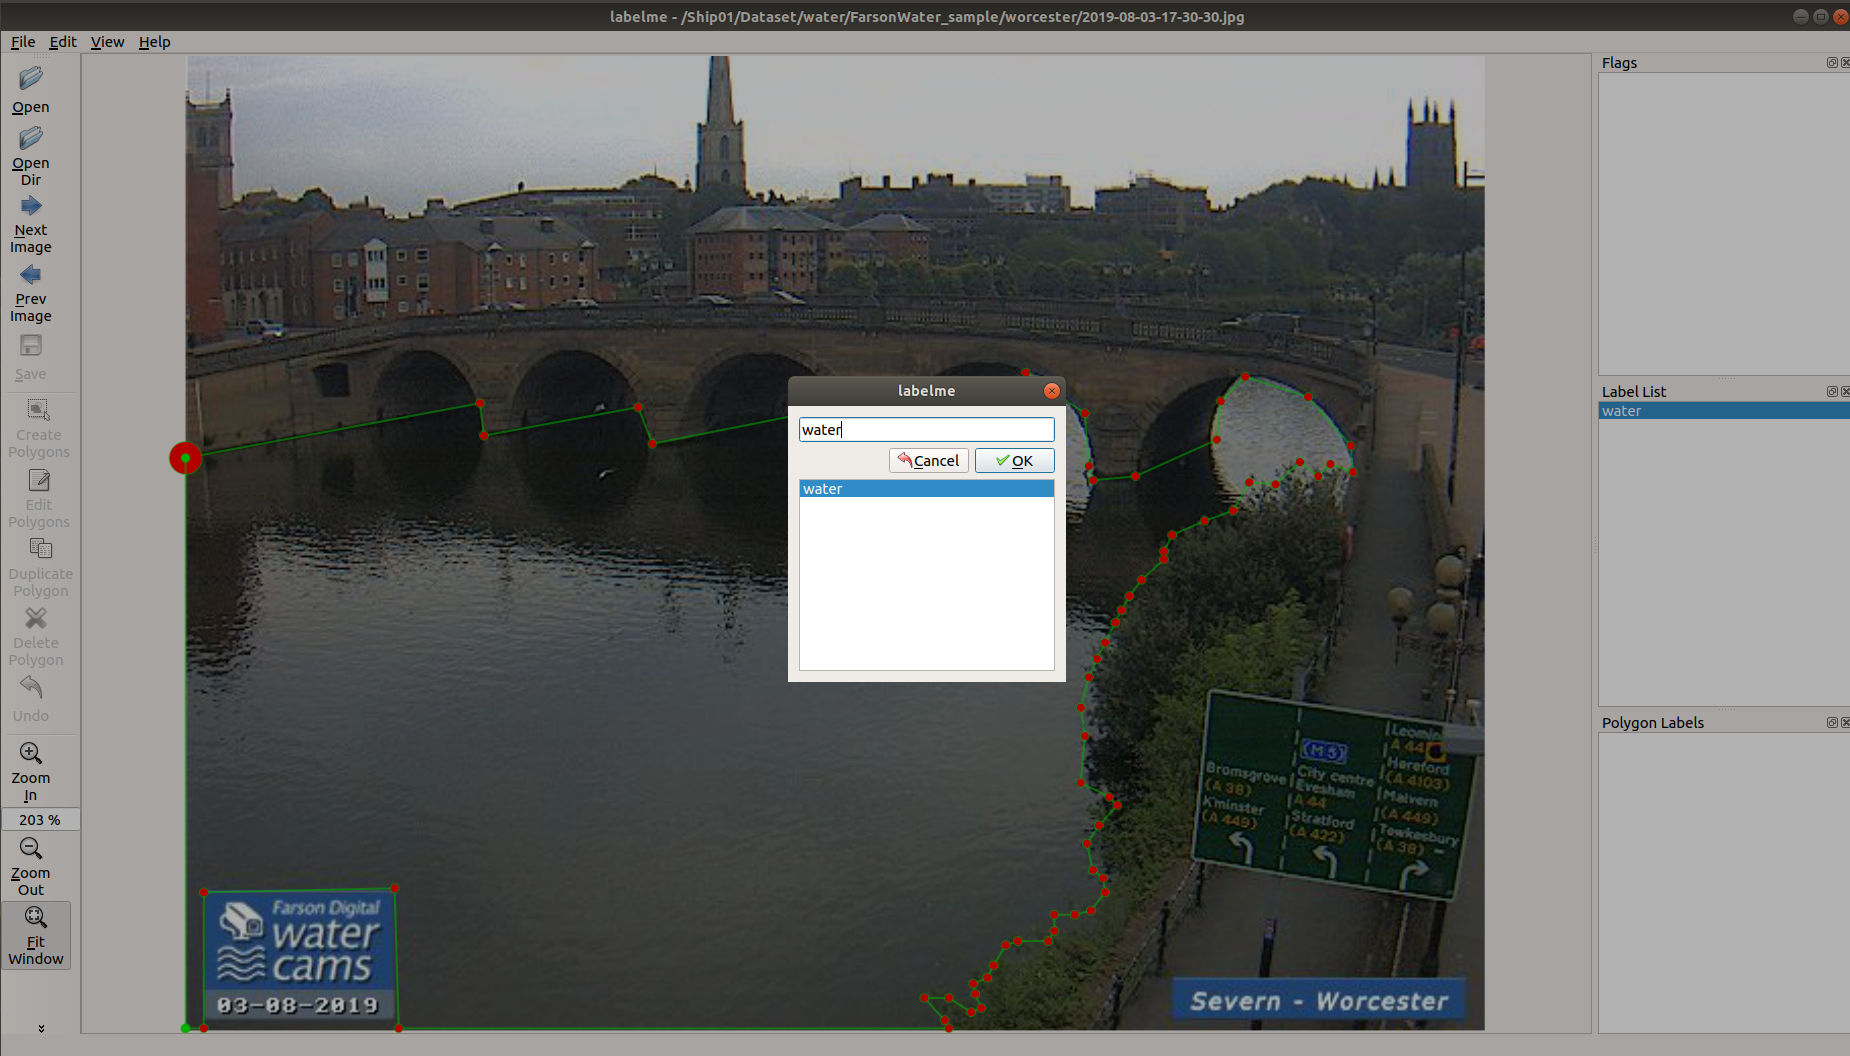 labelme - /Ship01/Dataset/water/FarsonWater_sample/worcester/2019-08-03-17-30-30.jpg
File Edit View Help
Open
Open
Dir
Next
Image
Prev
Image
Save
Create
Polygons
Edit
Polygons
Duplicate
Polygon
Delete
Polygon
Undo
Zoom
In
203 %
Zoom
Out
Fit
Window
labelme
water
Cancel
OK
water
Flags
Label List
water
Polygon Labels
Leomin
A 44
Hereford
(A 4103)
Malvern
(A 449)
Tewkesbury
(A 38)
(M 5)
City centre
Evesham
A 44
Stratford
(A 422)
Bromsgrove
(A 38)
K'minster
(A 449)
Farson Digital
water
cams
03-08-2019
Severn - Worcester